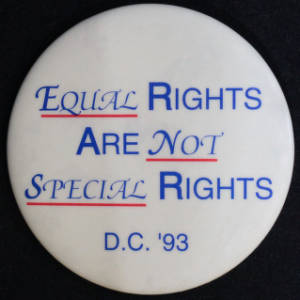 EQUAL RIGHTS
ARE NOT
SPECIAL RIGHTS
D.C. '93